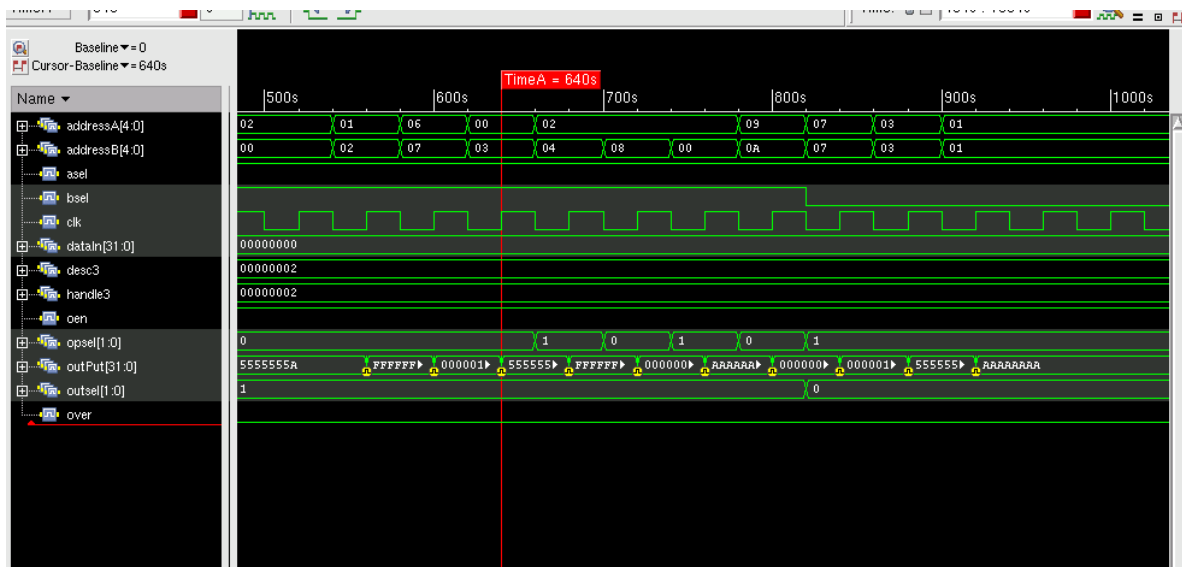 Baseline▼= 0
Cursor-Baseline▼= 640s
TimeA = 640s
Name ▼
500s 600s 700s 800s 900s 1000s
addressA[4:0] 02 01 06 00 02 09 07 03 01
addressB[4:0] 00 02 07 03 04 08 00 0A 07 03 01
asel
bsel
clk
dataIn[31:0] 00000000
desc3 00000002
handle3 00000002
oen
opsel[1:0] 0 1 0 1 0 1
outPut[31:0] 5555555A FFFFFF 000001 555555 FFFFFF 000000 AAAAAA 000000 000001 555555 AAAAAAAA
outsel[1:0] 1 0
over